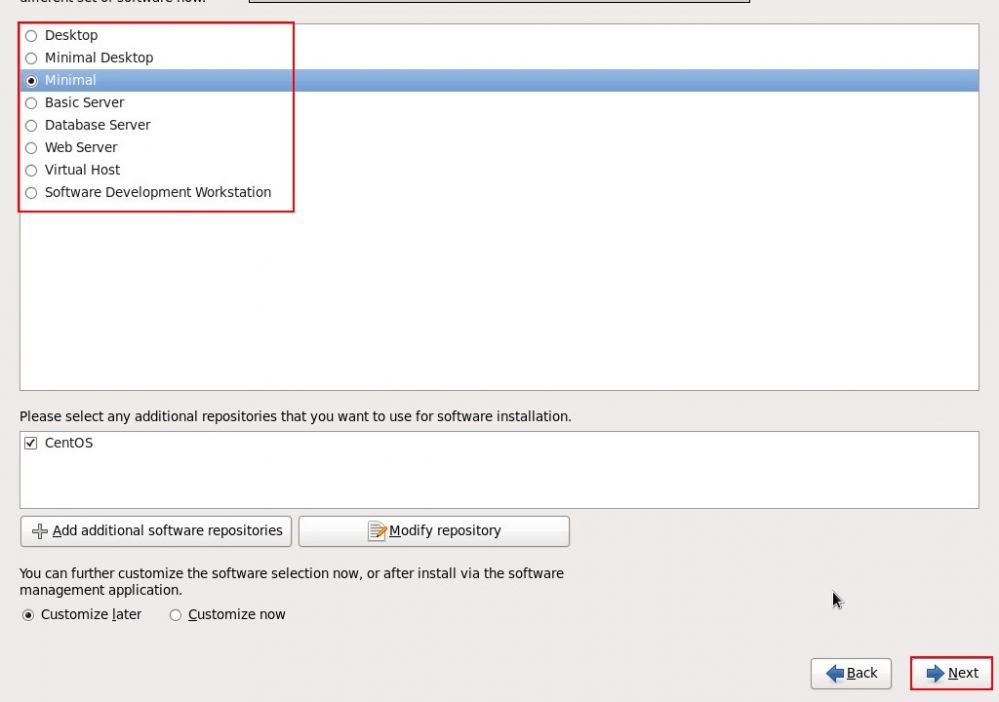 different set of software now.
Desktop
Minimal Desktop
Minimal
Basic Server
Database Server
Web Server
Virtual Host
Software Development Workstation
Please select any additional repositories that you want to use for software installation.
CentOS
Add additional software repositories
Modify repository
You can further customize the software selection now, or after install via the software
management application.
Customize later
Customize now
Back
Next